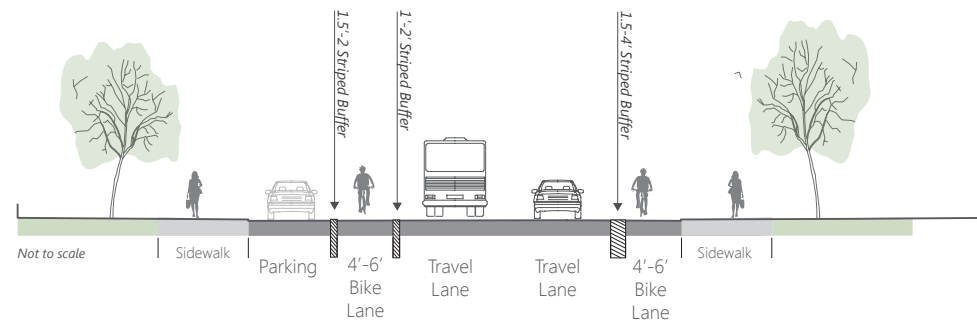 1.5'-2 Striped Buffer
1'-2' Striped Buffer
1.5-4' Striped Buffer
Not to scale
Sidewalk
Parking
4'-6'
Bike
Lane
Travel
Lane
Travel
Lane
4'-6'
Bike
Lane
Sidewalk